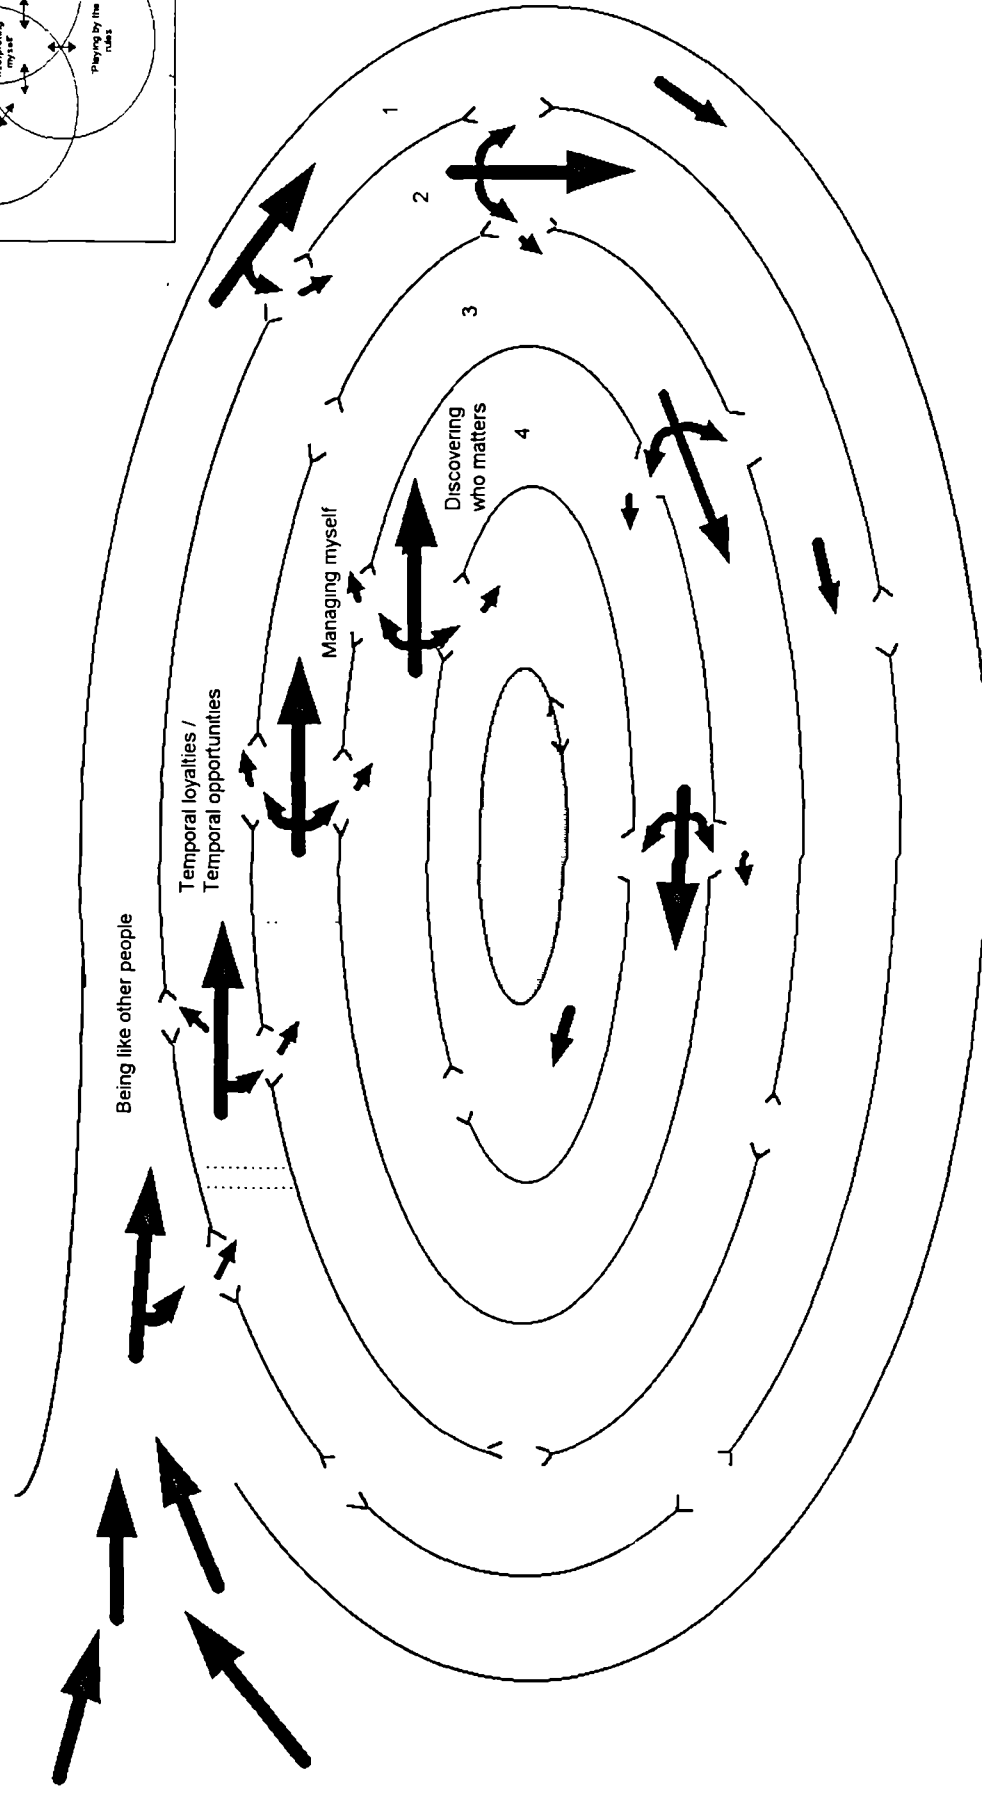 myself'
'Playing by the
rules
1
2
3
4
Being like other people
Temporal loyalties /
Temporal opportunities
Managing myself
Discovering
who matters